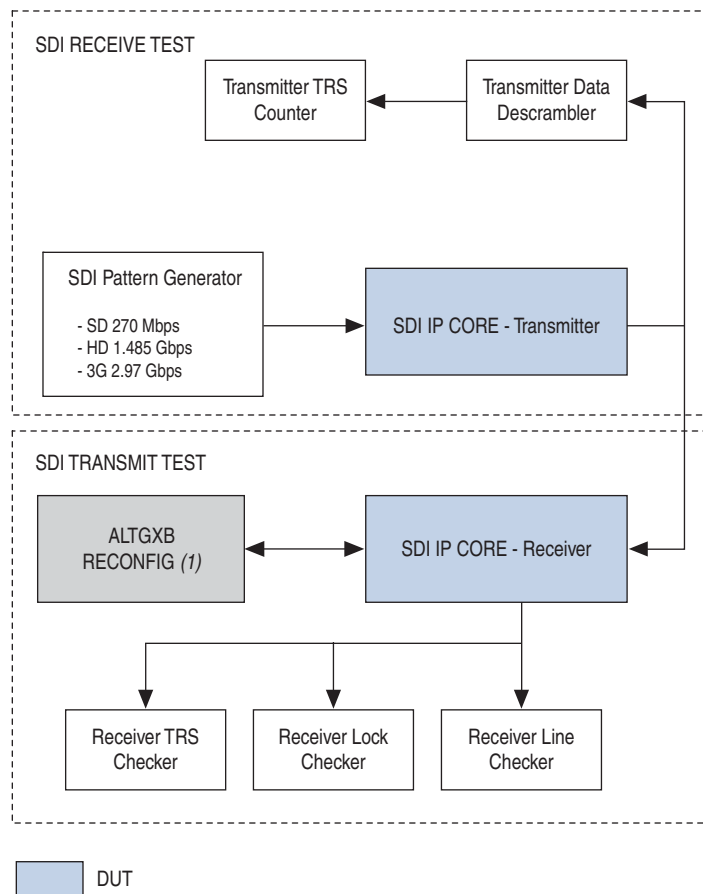 SDI RECEIVE TEST
Transmitter TRS
Counter
Transmitter Data
Descrambler
SDI Pattern Generator
- SD 270 Mbps
- HD 1.485 Gbps
- 3G 2.97 Gbps
SDI IP CORE - Transmitter
SDI TRANSMIT TEST
ALTGXB
RECONFIG (1)
SDI IP CORE - Receiver
Receiver TRS
Checker
Receiver Lock
Checker
Receiver Line
Checker
DUT